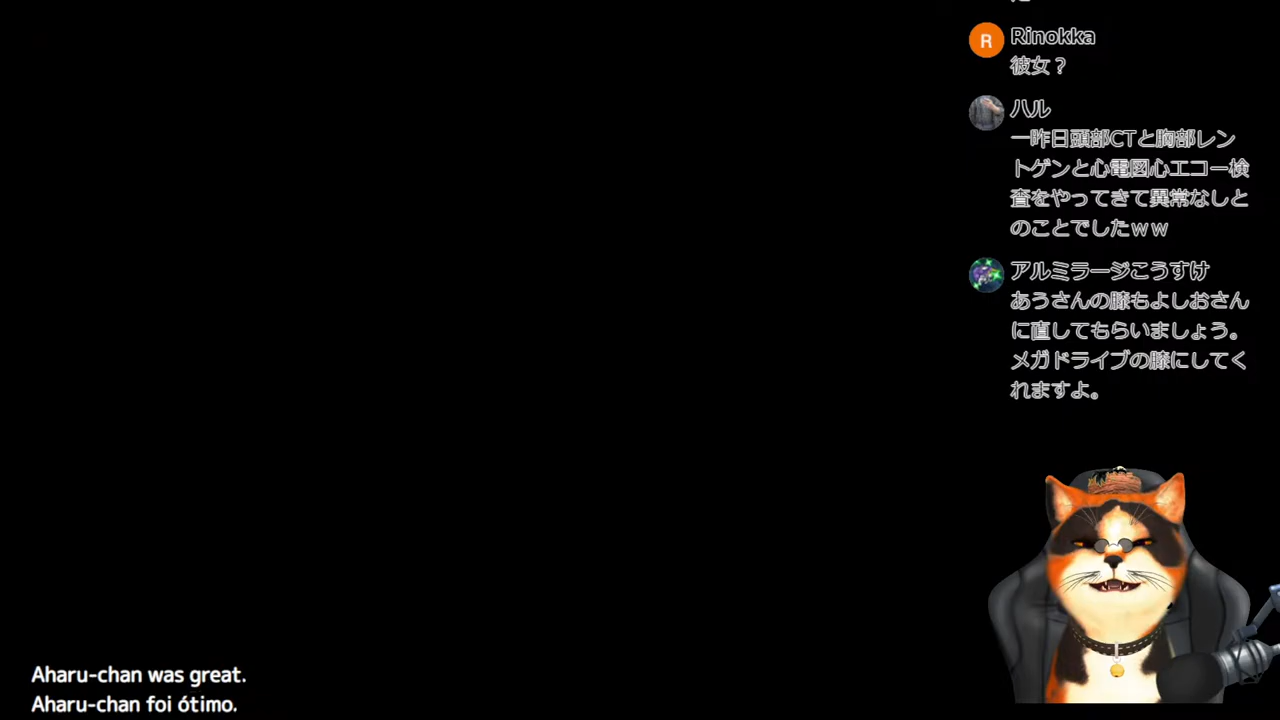 R
Rinokka
彼女？
ハル
一昨日頭部CTと胸部レン
トゲンと心電図心エコー検
査をやってきて異常なしと
のことでしたｗｗ
アルミラージこうすけ
あうさんの膝もよしおさん
に直してもらいましょう。
メガドライブの膝にしてく
れますよ。
Aharu-chan was great.
Aharu-chan foi ótimo.